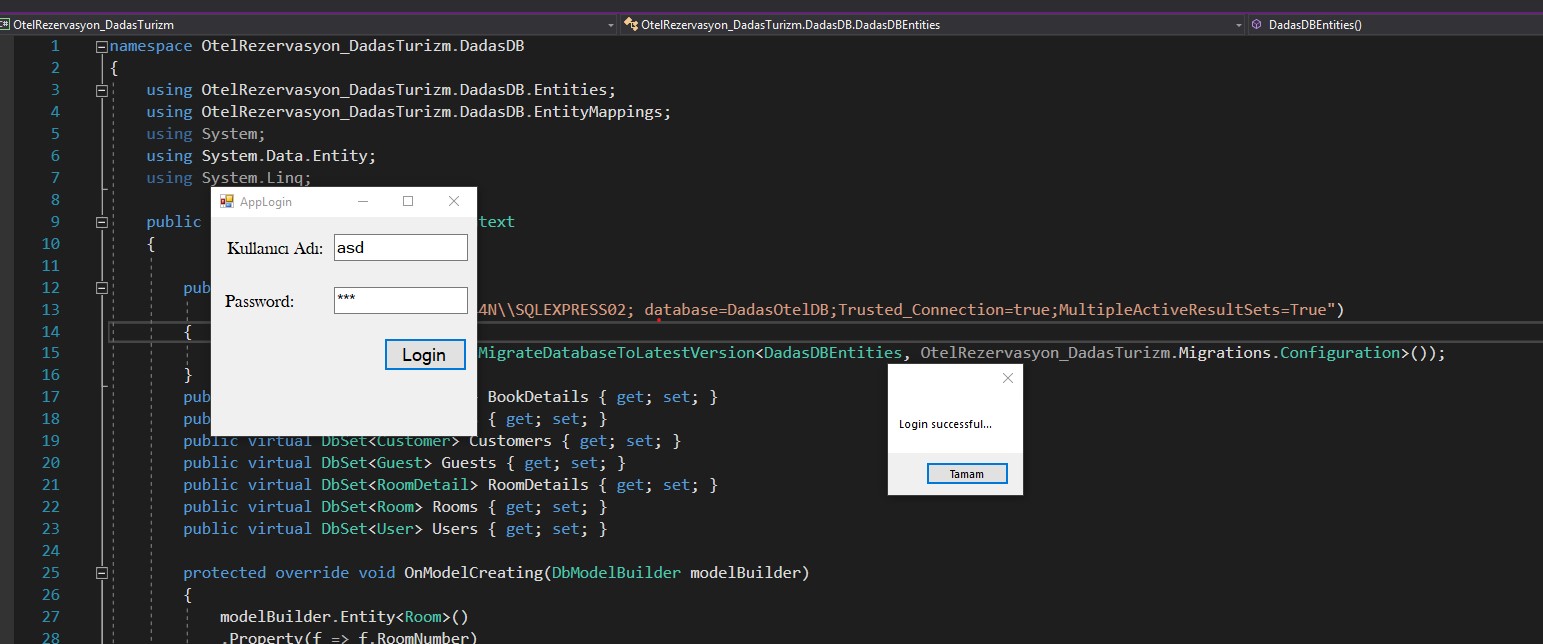 OtelRezervasyon_DadasTurizm OtelRezervasyon_DadasTurizm.DadasDB.DadasDBEntities DadasDBEntities()
1 namespace OtelRezervasyon_DadasTurizm.DadasDB
2 {
3 using OtelRezervasyon_DadasTurizm.DadasDB.Entities;
4 using OtelRezervasyon_DadasTurizm.DadasDB.EntityMappings;
5 using System;
6 using System.Data.Entity;
7 using System.Linq;
8
9 public text
10 {
11
12 pub
13 4N\\SQLEXPRESS02; database=DadasOtelDB;Trusted_Connection=true;MultipleActiveResultSets=True")
14 {
15 MigrateDatabaseToLatestVersion<DadasDBEntities, OtelRezervasyon_DadasTurizm.Migrations.Configuration>());
16 }
17 pub BookDetails { get; set; }
18 pub { get; set; }
19 public virtual DbSet<Customer> Customers { get; set; }
20 public virtual DbSet<Guest> Guests { get; set; }
21 public virtual DbSet<RoomDetail> RoomDetails { get; set; }
22 public virtual DbSet<Room> Rooms { get; set; }
23 public virtual DbSet<User> Users { get; set; }
24
25 protected override void OnModelCreating(DbModelBuilder modelBuilder)
26 {
27 modelBuilder.Entity<Room>()
28 .Property(f => f.RoomNumber)
AppLogin
Kullanıcı Adı: asd
Password: ***
Login
Login successful...
Tamam